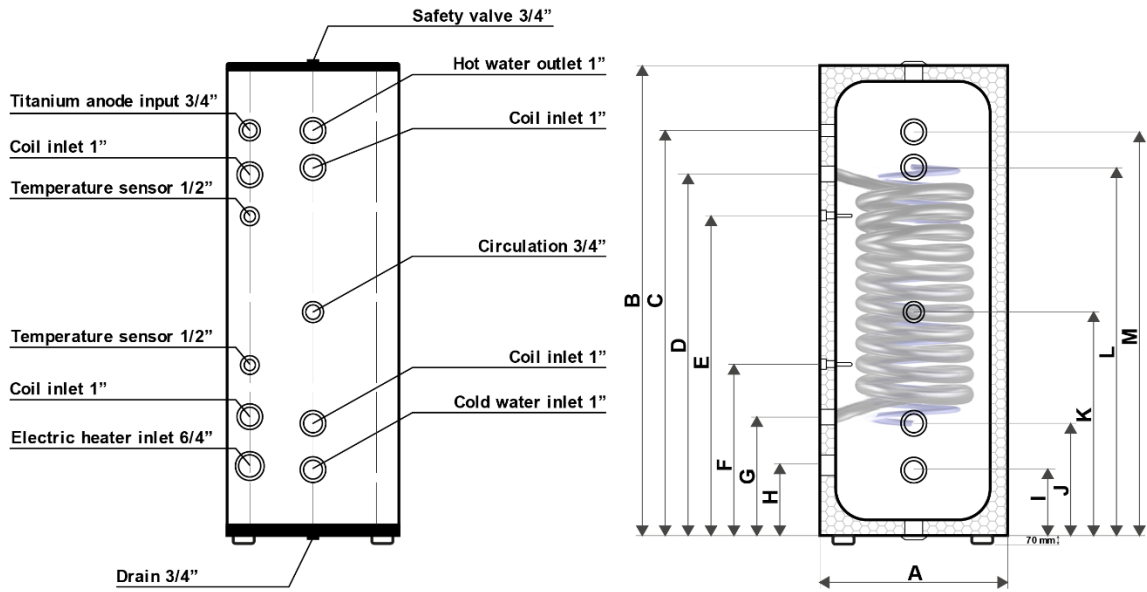 Safety valve 3/4”
Hot water outlet 1”
Titanium anode input 3/4”
Coil inlet 1”
Coil inlet 1”
Temperature sensor 1/2”
Circulation 3/4”
Temperature sensor 1/2”
Coil inlet 1”
Coil inlet 1”
Cold water inlet 1”
Electric heater inlet 6/4”
Drain 3/4”
B
C
D
E
F
G
H
I
J
K
L
M
70 mm
A